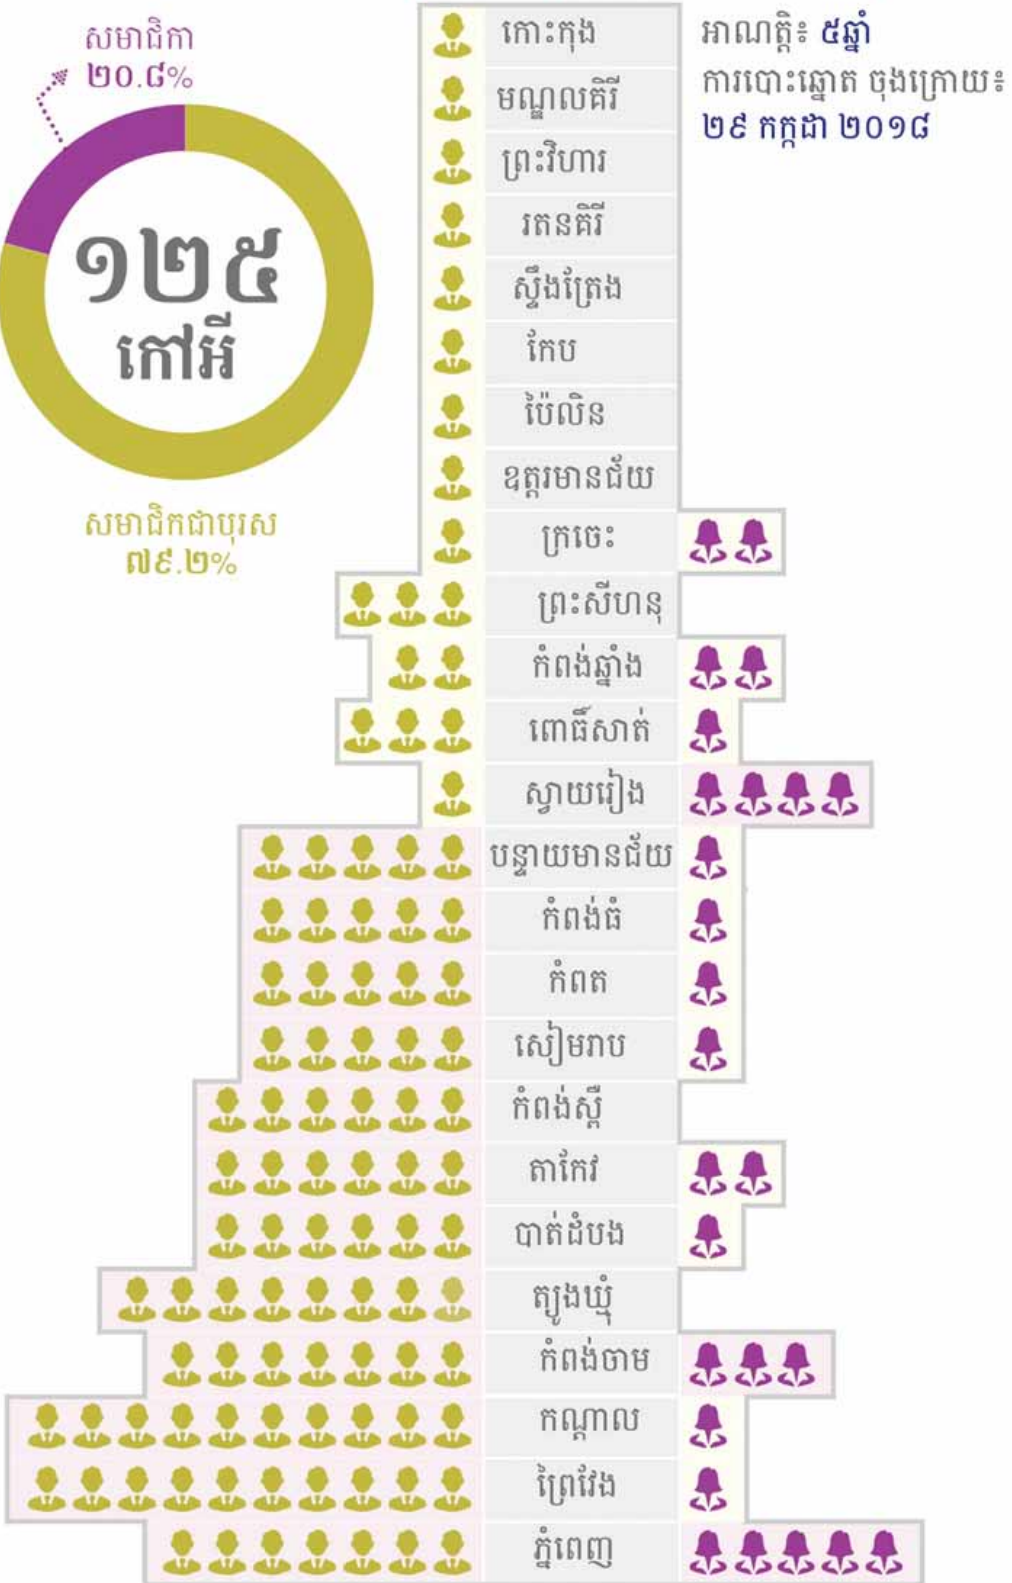 សមាជិកា
២០.៨%
១២៥
កៅអី
សមាជិកជាបុរស
៧៩.២%
អាណត្តិ៖ ៥ឆ្នាំ
ការបោះឆ្នោត ចុងក្រោយ៖
២៩ កក្កដា ២០១៨
កោះកុង
មណ្ឌលគិរី
ព្រះវិហារ
រតនគិរី
ស្ទឹងត្រែង
កែប
ប៉ៃលិន
ឧត្តរមានជ័យ
ក្រចេះ
ព្រះសីហនុ
កំពង់ឆ្នាំង
ពោធិ៍សាត់
ស្វាយរៀង
បន្ទាយមានជ័យ
កំពង់ធំ
កំពត
សៀមរាប
កំពង់ស្ពឺ
តាកែវ
បាត់ដំបង
ត្បូងឃ្មុំ
កំពង់ចាម
កណ្តាល
ព្រៃវែង
ភ្នំពេញ